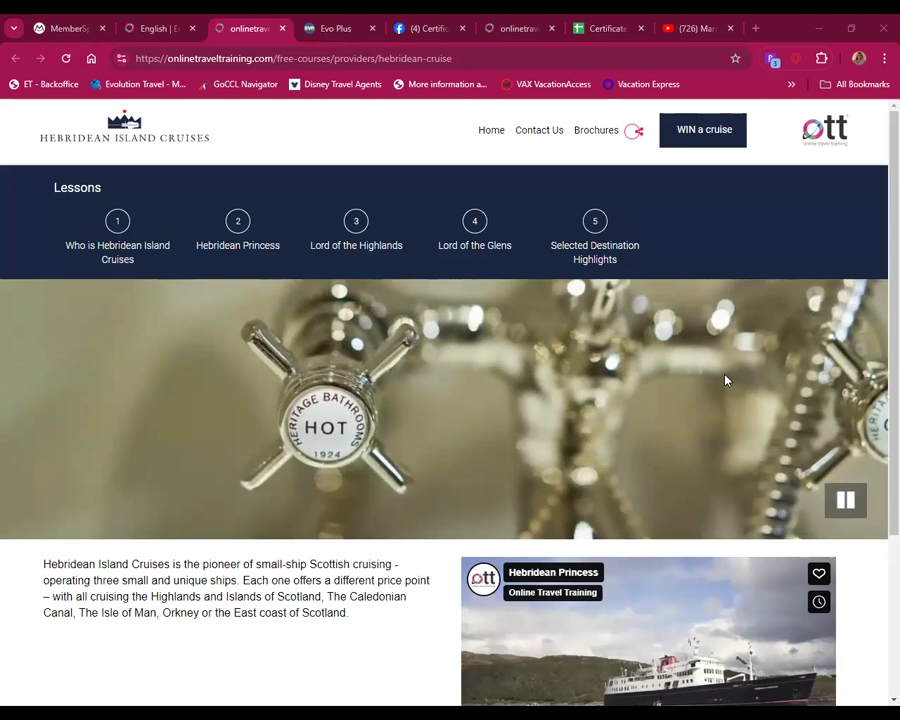 MemberSp
English | E
onlinetrav
Evo Plus
(4) Certific
onlinetrav
Certificate
(726) Mar
https://onlinetraveltraining.com/free-courses/providers/hebridean-cruise
3
ET - Backoffice
Evolution Travel - M...
GoCCL Navigator
Disney Travel Agents
More information a...
VAX VacationAccess
Vacation Express
»
All Bookmarks
HEBRIDEAN ISLAND CRUISES
Home
Contact Us
Brochures
WIN a cruise
ott
online travel training
Lessons
1
2
3
4
5
Who is Hebridean Island Cruises
Hebridean Princess
Lord of the Highlands
Lord of the Glens
Selected Destination Highlights
HERITAGE BATHROOMS
HOT
1924
Hebridean Island Cruises is the pioneer of small-ship Scottish cruising -
operating three small and unique ships. Each one offers a different price point
– with all cruising the Highlands and Islands of Scotland, The Caledonian
Canal, The Isle of Man, Orkney or the East coast of Scotland.
ott
Hebridean Princess
Online Travel Training